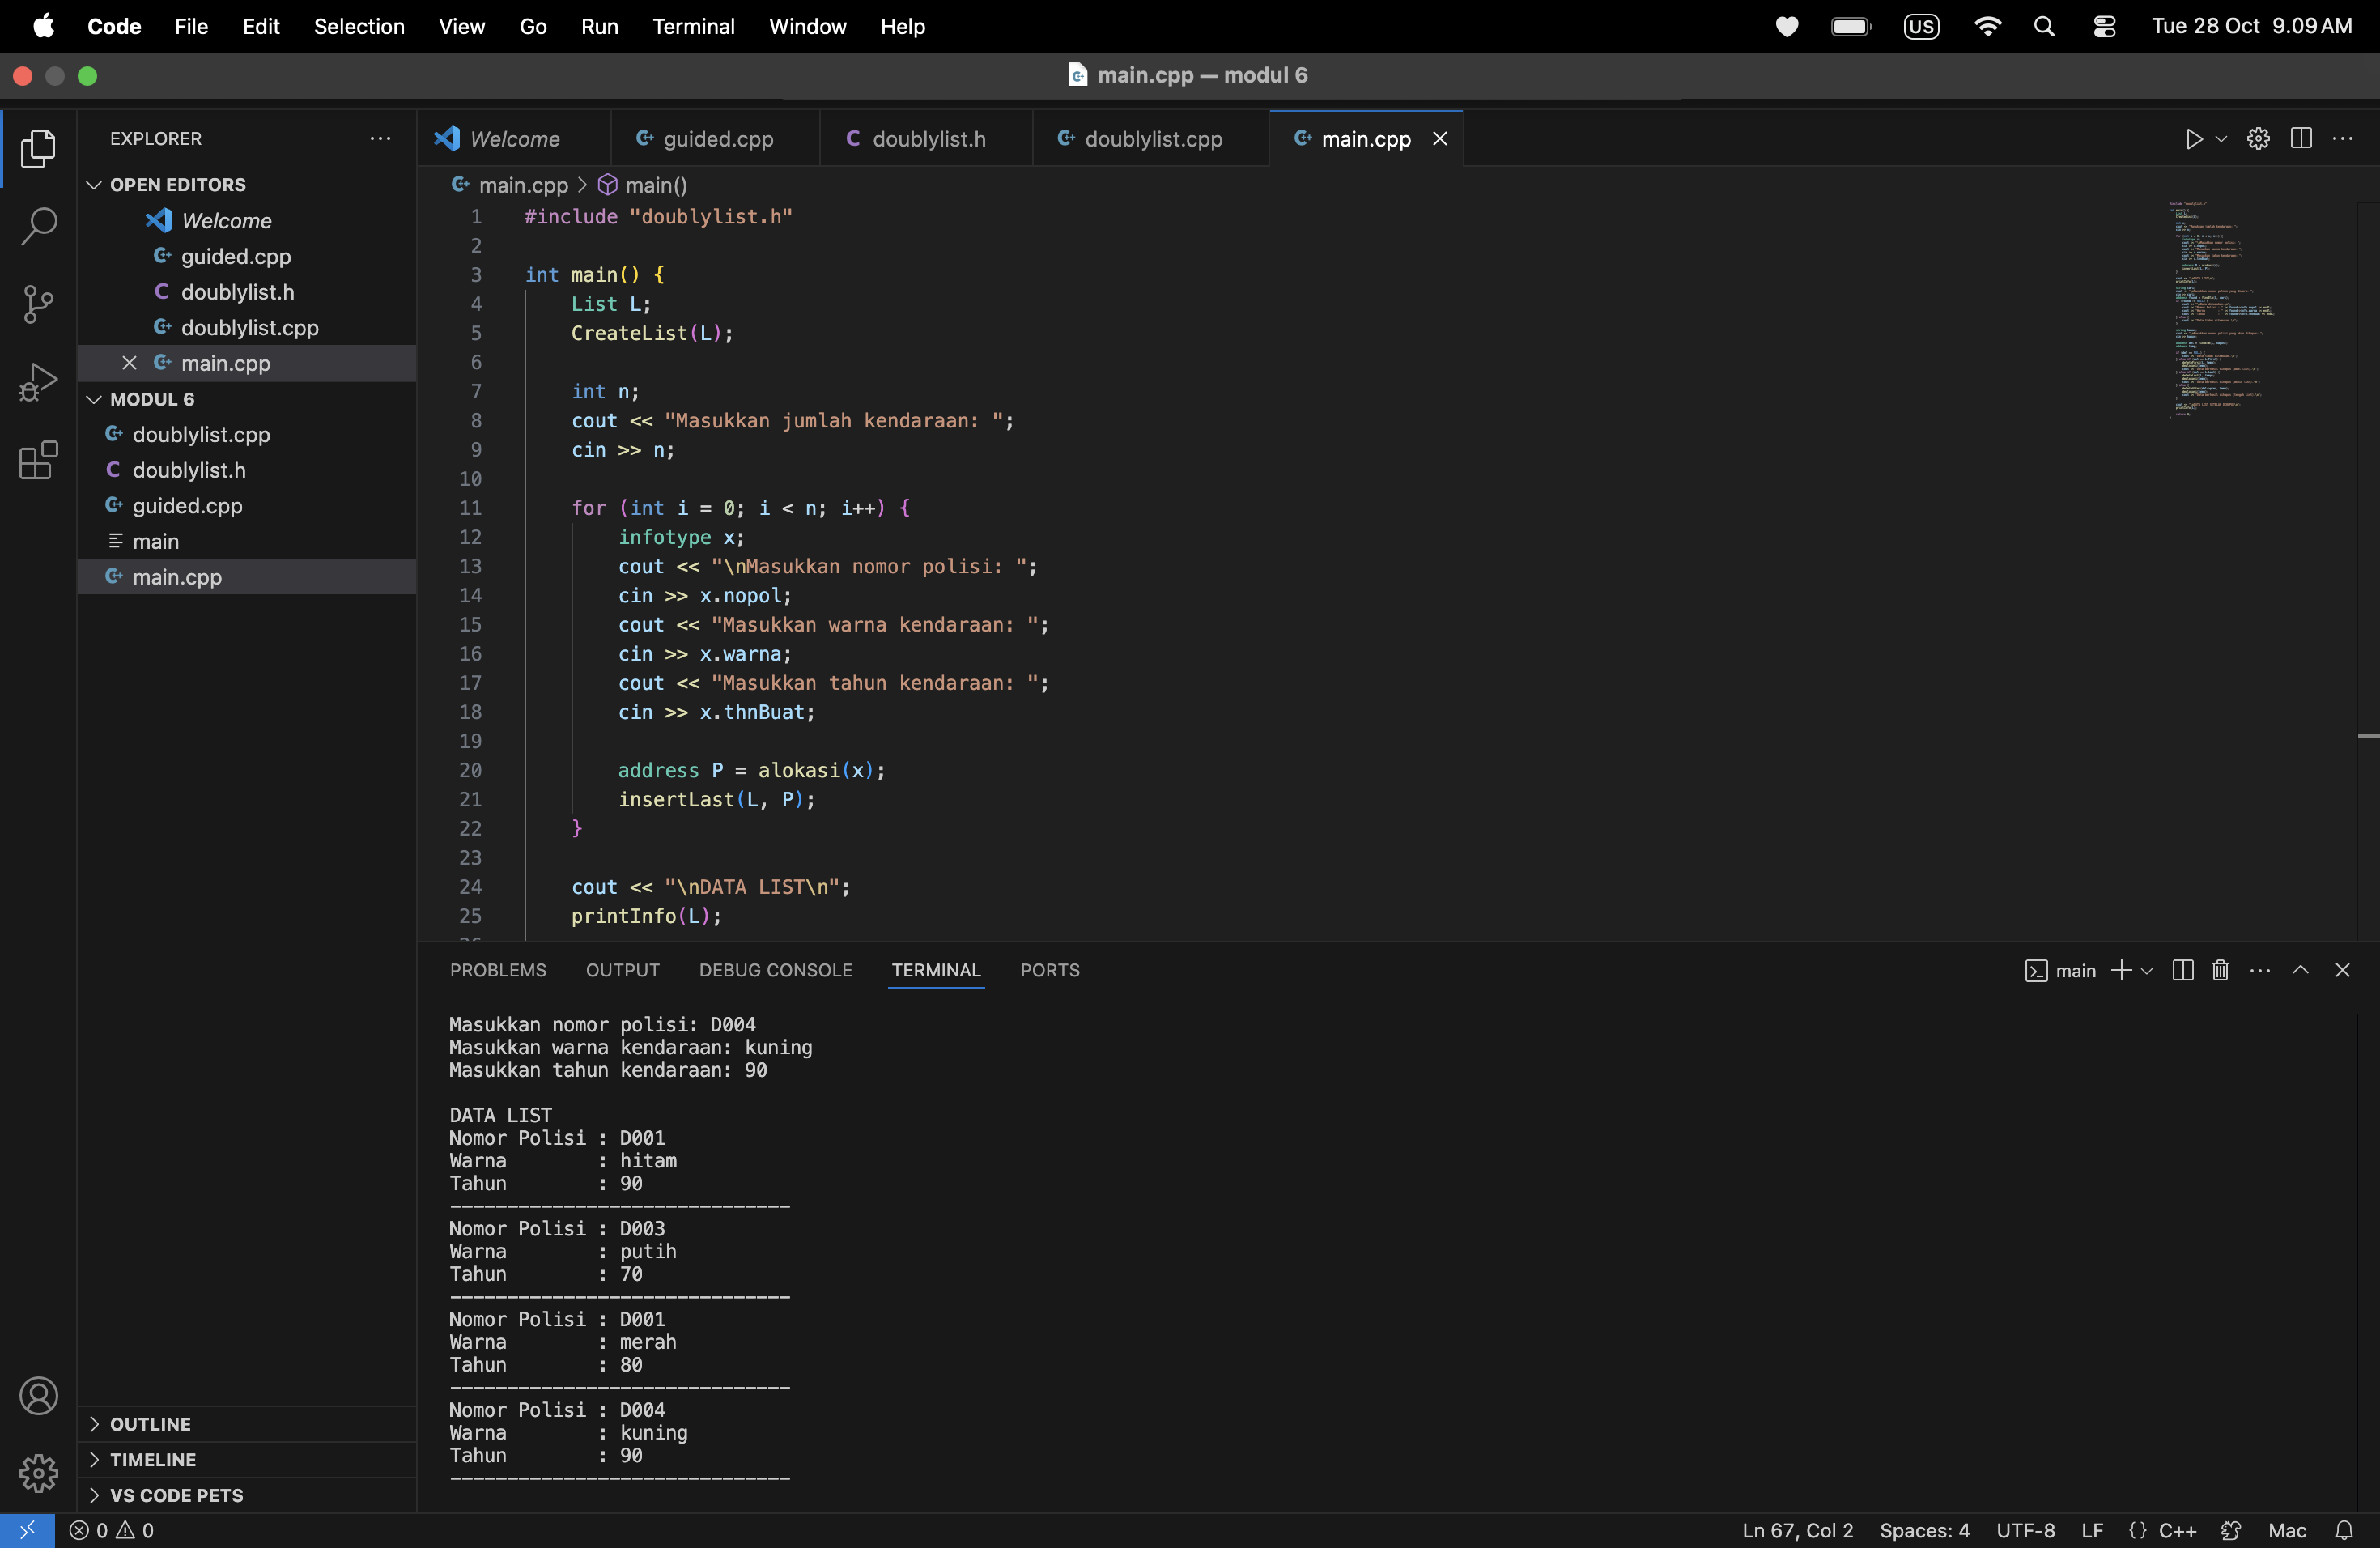 Code File Edit Selection View Go Run Terminal Window Help US Tue 28 Oct 9.09 AM
main.cpp — modul 6
EXPLORER
OPEN EDITORS
Welcome
guided.cpp
doublylist.h
doublylist.cpp
main.cpp
MODUL 6
doublylist.cpp
doublylist.h
guided.cpp
main
main.cpp
OUTLINE
TIMELINE
VS CODE PETS
Welcome guided.cpp doublylist.h doublylist.cpp main.cpp
main.cpp > main()
1 #include "doublylist.h"
2
3 int main() {
4 List L;
5 CreateList(L);
6
7 int n;
8 cout << "Masukkan jumlah kendaraan: ";
9 cin >> n;
10
11 for (int i = 0; i < n; i++) {
12 infotype x;
13 cout << "\nMasukkan nomor polisi: ";
14 cin >> x.nopol;
15 cout << "Masukkan warna kendaraan: ";
16 cin >> x.warna;
17 cout << "Masukkan tahun kendaraan: ";
18 cin >> x.thnBuat;
19
20 address P = alokasi(x);
21 insertLast(L, P);
22 }
23
24 cout << "\nDATA LIST\n";
25 printInfo(L);
PROBLEMS OUTPUT DEBUG CONSOLE TERMINAL PORTS main
Masukkan nomor polisi: D004
Masukkan warna kendaraan: kuning
Masukkan tahun kendaraan: 90
DATA LIST
Nomor Polisi : D001
Warna : hitam
Tahun : 90
------------------------------
Nomor Polisi : D003
Warna : putih
Tahun : 70
------------------------------
Nomor Polisi : D001
Warna : merah
Tahun : 80
------------------------------
Nomor Polisi : D004
Warna : kuning
Tahun : 90
------------------------------
0 0 Ln 67, Col 2 Spaces: 4 UTF-8 LF {} C++ Mac